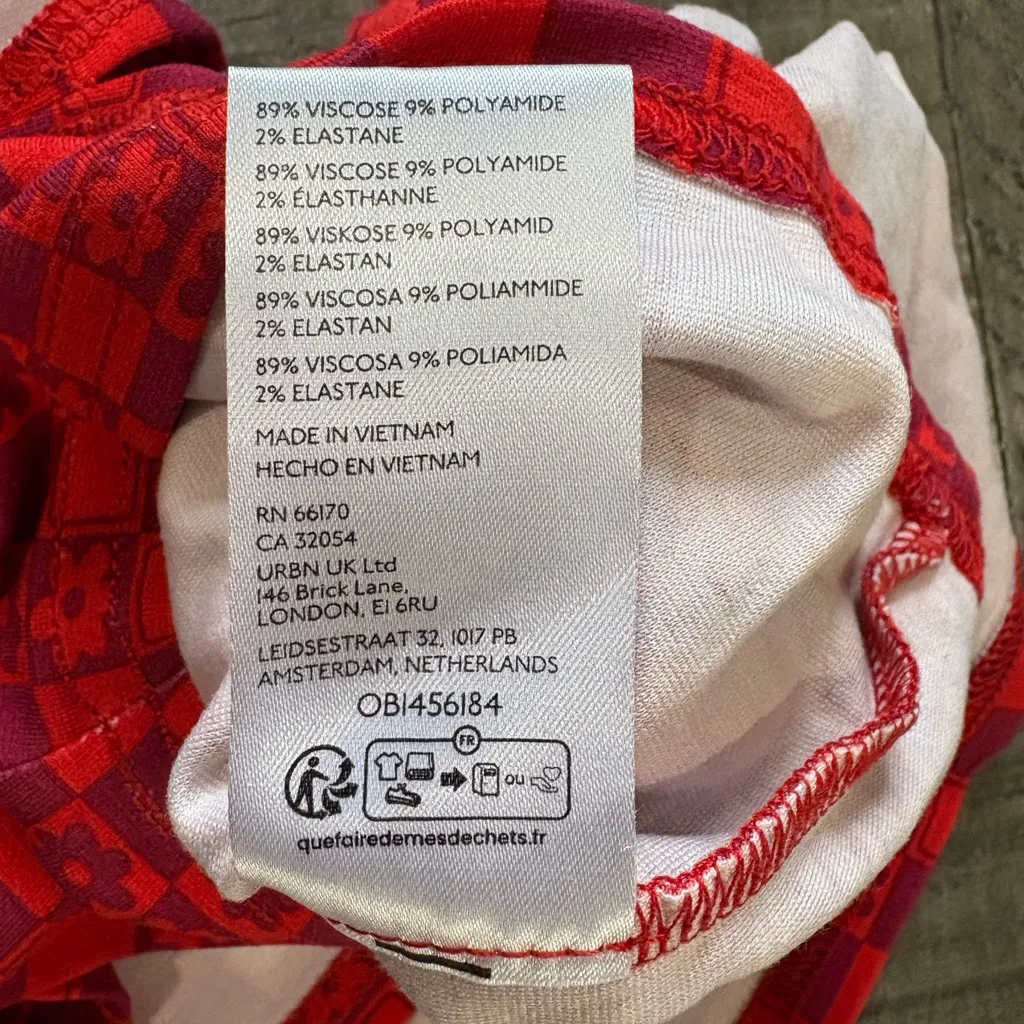 89% VISCOSE 9% POLYAMIDE
2% ELASTANE
89% VISCOSE 9% POLYAMIDE
2% ÉLASTHANNE
89% VISKOSE 9% POLYAMID
2% ELASTAN
89% VISCOSA 9% POLIAMMIDE
2% ELASTAN
89% VISCOSA 9% POLIAMIDA
2% ELASTANE
MADE IN VIETNAM
HECHO EN VIETNAM
RN 66170
CA 32054
URBN UK Ltd
146 Brick Lane,
LONDON, E1 6RU
LEIDSESTRAAT 32, 1017 PB
AMSTERDAM, NETHERLANDS
OB1456184
FR
ou
quefairedemesdechets.fr